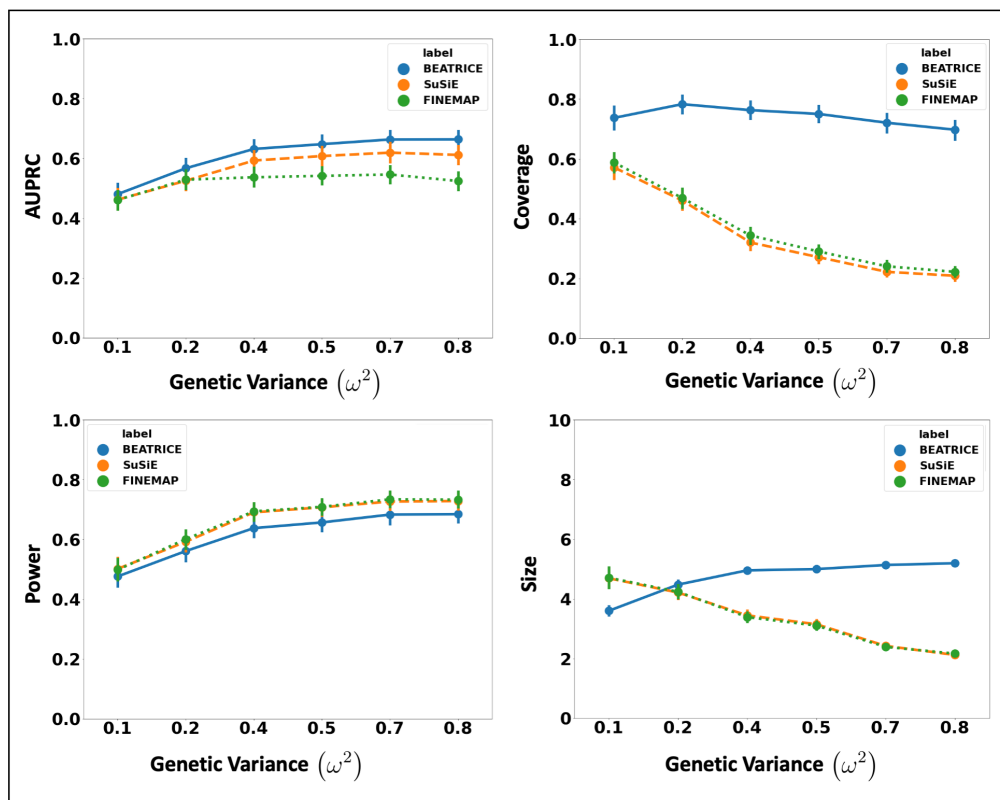 1.0
0.8
0.6
0.4
0.2
0.0
AUPRC
label
BEATRICE
SuSiE
FINEMAP
0.1 0.2 0.4 0.5 0.7 0.8
Genetic Variance (ω²)
1.0
0.8
0.6
0.4
0.2
0.0
Coverage
label
BEATRICE
SuSiE
FINEMAP
0.1 0.2 0.4 0.5 0.7 0.8
Genetic Variance (ω²)
1.0
0.8
0.6
0.4
0.2
0.0
Power
label
BEATRICE
SuSiE
FINEMAP
0.1 0.2 0.4 0.5 0.7 0.8
Genetic Variance (ω²)
10
8
6
4
2
0
Size
label
BEATRICE
SuSiE
FINEMAP
0.1 0.2 0.4 0.5 0.7 0.8
Genetic Variance (ω²)